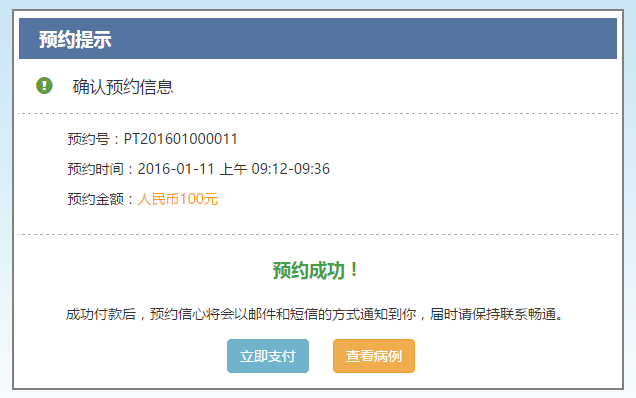 预约提示
确认预约信息
预约号：PT201601000011
预约时间：2016-01-11 上午 09:12-09:36
预约金额：人民币100元
预约成功！
成功付款后，预约信心将会以邮件和短信的方式通知到你，届时请保持联系畅通。
立即支付 查看病例